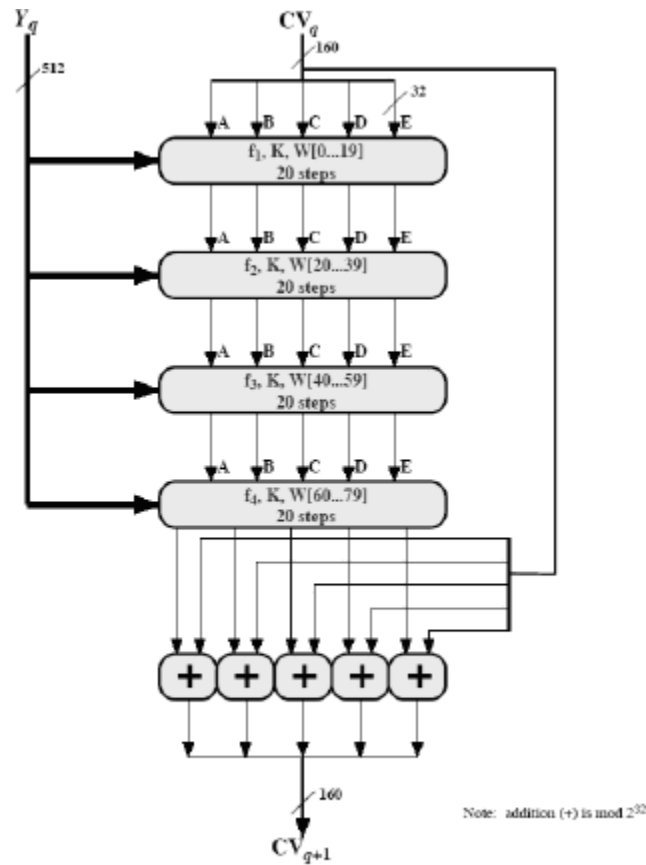 Y_q
CV_q
512
160
32
A B C D E
f₁, K, W[0...19]
20 steps
A B C D E
f₂, K, W[20...39]
20 steps
A B C D E
f₃, K, W[40...59]
20 steps
A B C D E
f₄, K, W[60...79]
20 steps
+ + + + +
160
Note: addition (+) is mod 2³²
CV_q+1